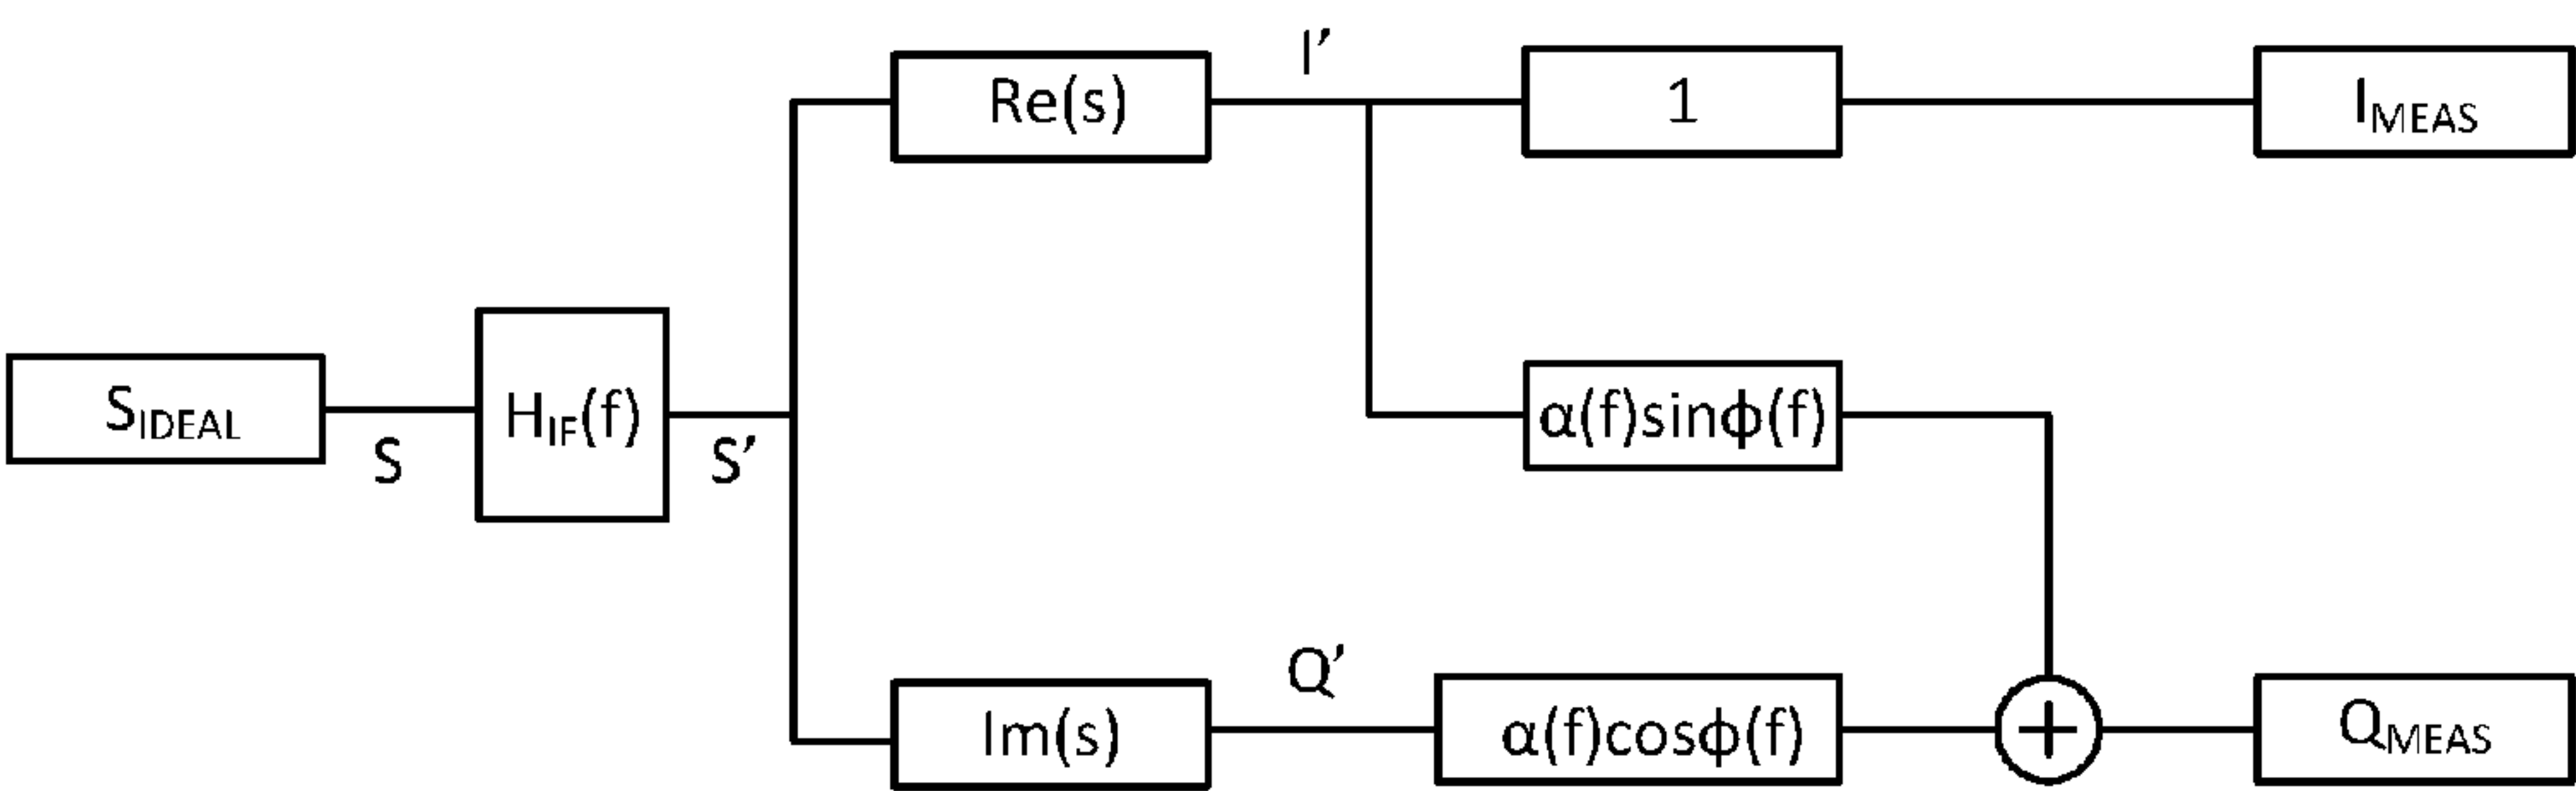 I’
Re(s)
1
I_MEAS
S_IDEAL
S
H_IF(f)
S’
α(f)sinϕ(f)
Q’
Im(s)
α(f)cosϕ(f)
+
Q_MEAS